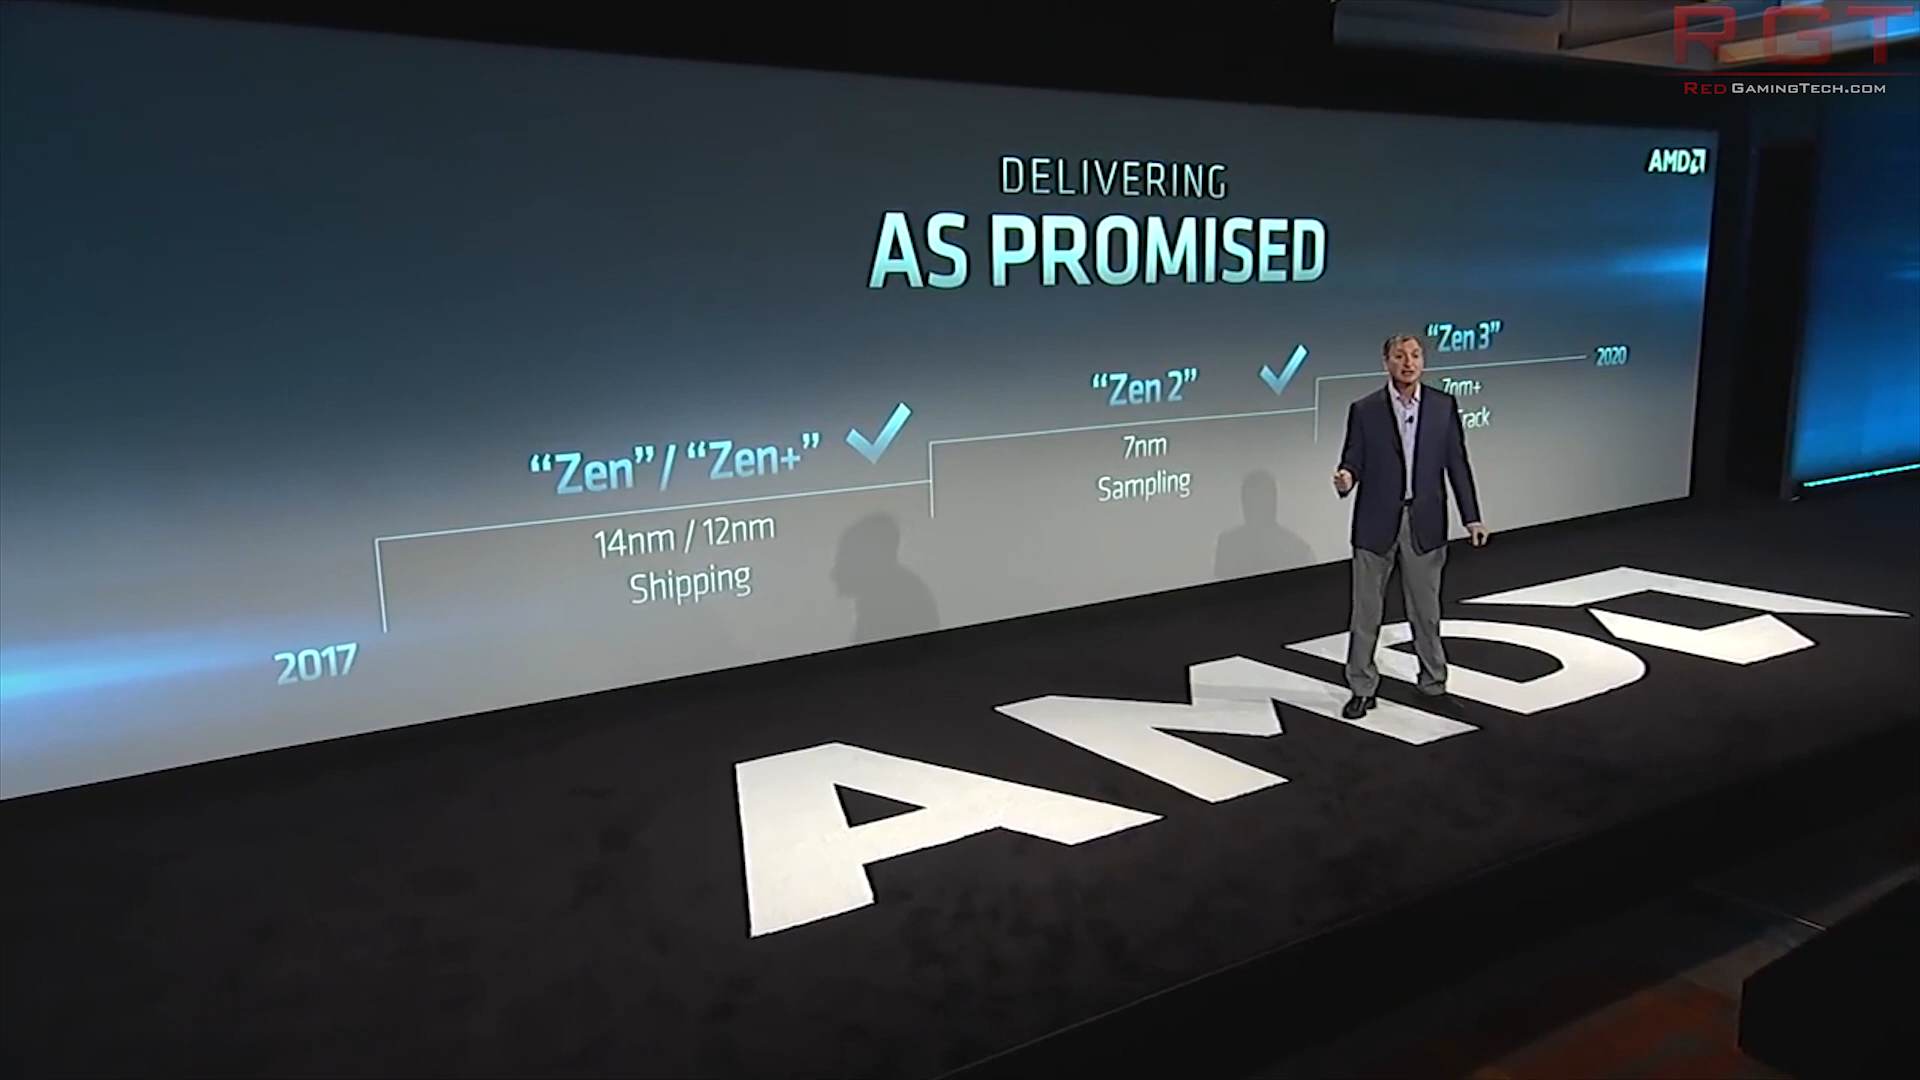 RGT
RED GAMINGTECH.COM
AMD
DELIVERING
AS PROMISED
"Zen" / "Zen+"
14nm / 12nm
Shipping
"Zen 2"
7nm
Sampling
"Zen 3"
7nm+
2017
2020
AMD